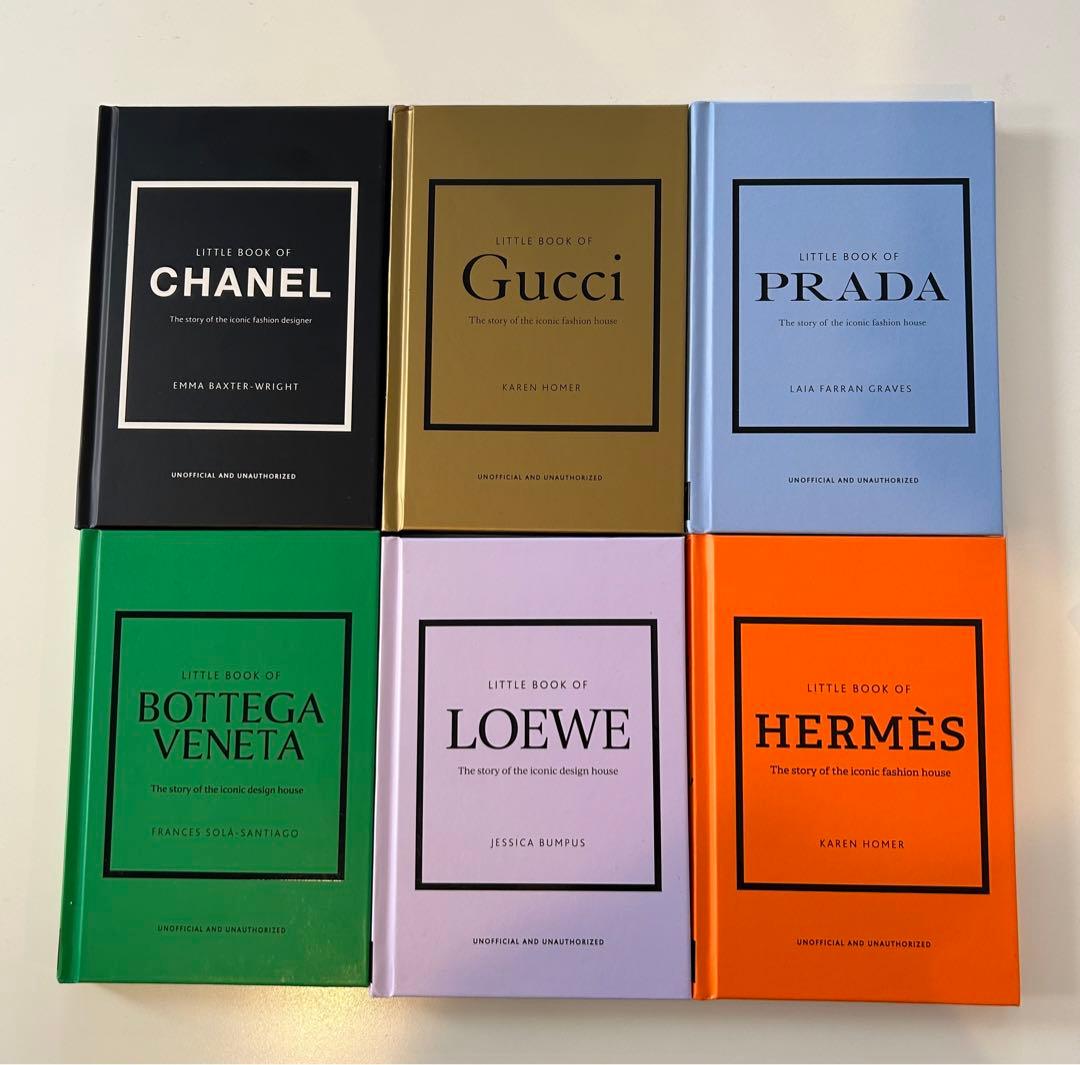 LITTLE BOOK OF
CHANEL
The story of the iconic fashion designer
EMMA BAXTER-WRIGHT
UNOFFICIAL AND UNAUTHORIZED
LITTLE BOOK OF
Gucci
The story of the iconic fashion house
KAREN HOMER
UNOFFICIAL AND UNAUTHORIZED
LITTLE BOOK OF
PRADA
The story of the iconic fashion house
LAIA FARRAN GRAVES
UNOFFICIAL AND UNAUTHORIZED
LITTLE BOOK OF
BOTTEGA
VENETA
The story of the iconic design house
FRANCES SOLÁ-SANTIAGO
UNOFFICIAL AND UNAUTHORIZED
LITTLE BOOK OF
LOEWE
The story of the iconic design house
JESSICA BUMPUS
UNOFFICIAL AND UNAUTHORIZED
LITTLE BOOK OF
HERMÈS
The story of the iconic fashion house
KAREN HOMER
UNOFFICIAL AND UNAUTHORIZED